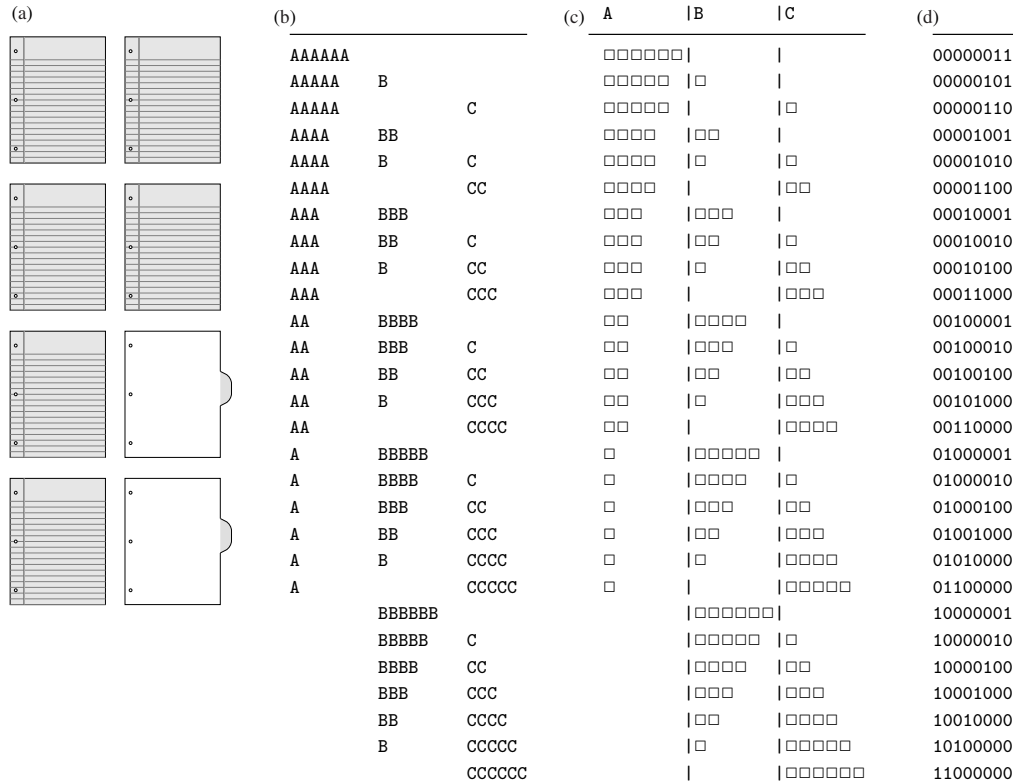 (a) (b) (c) A |B |C (d)
AAAAAA □□□□□□| | 00000011
AAAAA B □□□□□ |□ | 00000101
AAAAA C □□□□□ | |□ 00000110
AAAA BB □□□□ |□□ | 00001001
AAAA B C □□□□ |□ |□ 00001010
AAAA CC □□□□ | |□□ 00001100
AAA BBB □□□ |□□□ | 00010001
AAA BB C □□□ |□□ |□ 00010010
AAA B CC □□□ |□ |□□ 00010100
AAA CCC □□□ | |□□□ 00011000
AA BBBB □□ |□□□□ | 00100001
AA BBB C □□ |□□□ |□ 00100010
AA BB CC □□ |□□ |□□ 00100100
AA B CCC □□ |□ |□□□ 00101000
AA CCCC □□ | |□□□□ 00110000
A BBBBB □ |□□□□□ | 01000001
A BBBB C □ |□□□□ |□ 01000010
A BBB CC □ |□□□ |□□ 01000100
A BB CCC □ |□□ |□□□ 01001000
A B CCCC □ |□ |□□□□ 01010000
A CCCCC □ | |□□□□□ 01100000
BBBBBB |□□□□□□| 10000001
BBBBB C |□□□□□ |□ 10000010
BBBB CC |□□□□ |□□ 10000100
BBB CCC |□□□ |□□□ 10001000
BB CCCC |□□ |□□□□ 10010000
B CCCCC |□ |□□□□□ 10100000
CCCCCC | |□□□□□□ 11000000